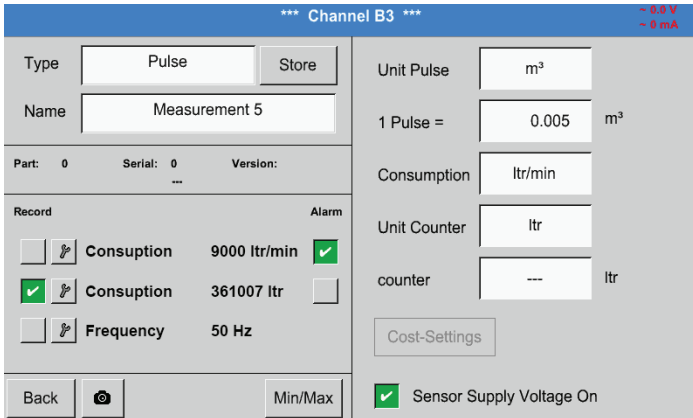 *** Channel B3 ***
~ 0.0 V
~ 0 mA
Type Pulse Store
Name Measurement 5
Part: 0 Serial: 0 Version:
---
Record Alarm
Consuption 9000 ltr/min
Consuption 361007 ltr
Frequency 50 Hz
Back Min/Max
Unit Pulse m³
1 Pulse = 0.005 m³
Consumption ltr/min
Unit Counter ltr
counter --- ltr
Cost-Settings
Sensor Supply Voltage On